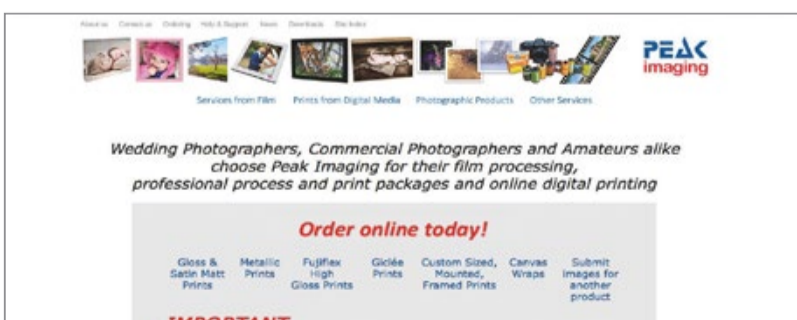 About us Contact us Ordering Help & Support News Downloads Site Index
PEAK
imaging
Services from Film Prints from Digital Media Photographic Products Other Services
Wedding Photographers, Commercial Photographers and Amateurs alike
choose Peak Imaging for their film processing,
professional process and print packages and online digital printing
Order online today!
Gloss &
Satin Matt
Prints
Metallic
Prints
Fujiflex
High
Gloss Prints
Giclée
Prints
Custom Sized,
Mounted,
Framed Prints
Canvas
Wraps
Submit
images for
another
product
IMPORTANT